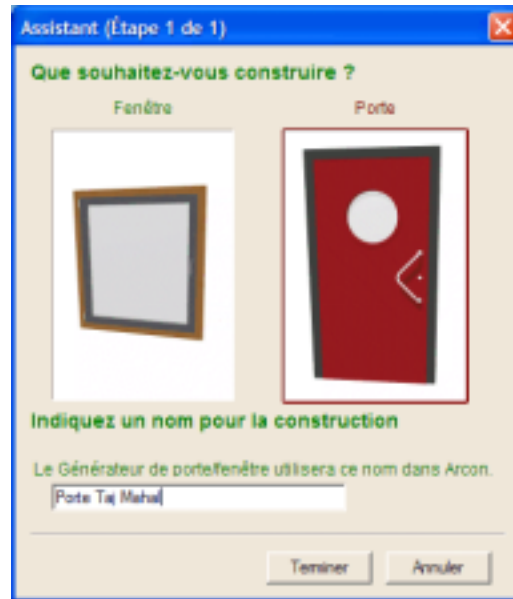 Assistant (Étape 1 de 1)
Que souhaitez-vous construire ?
Fenêtre
Porte
Indiquez un nom pour la construction
Le Générateur de porte/fenêtre utilisera ce nom dans Arcon.
Porte Taj Mahal
Teminer
Annuler